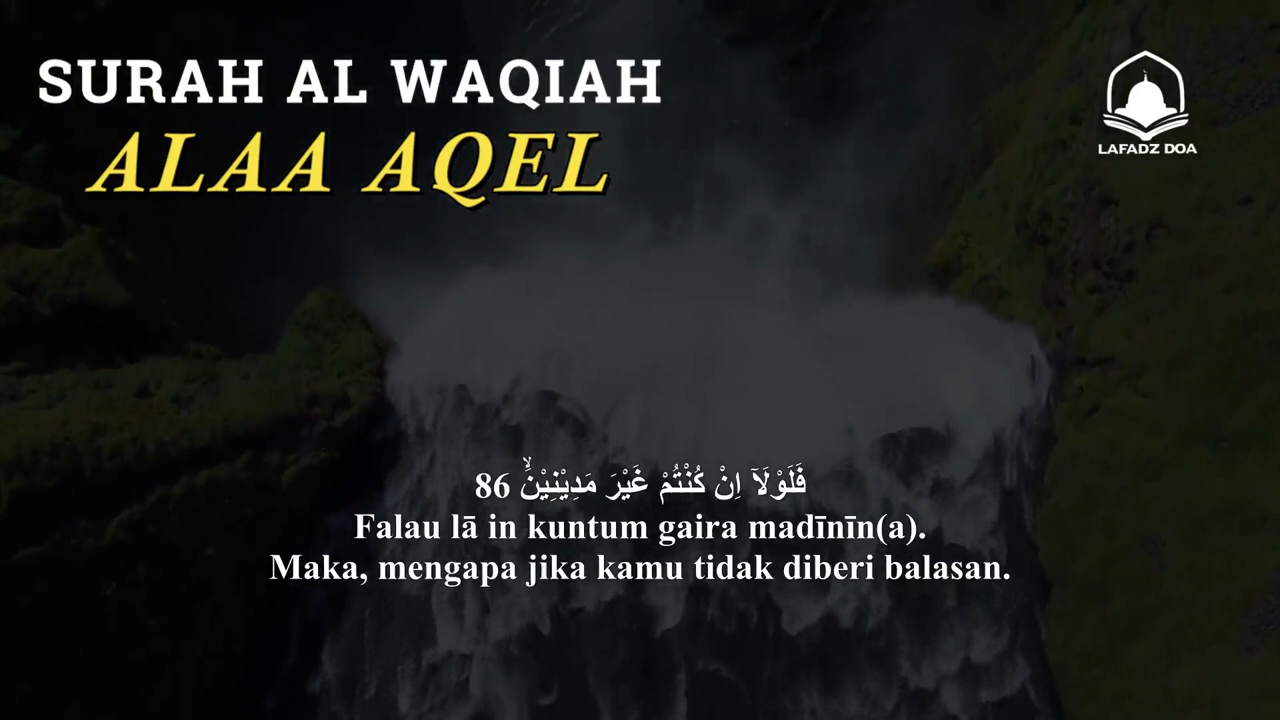 SURAH AL WAQIAH
ALAA AQEL
LAFADZ DOA
فَلَوْلَآ اِنْ كُنْتُمْ غَيْرَ مَدِيْنِيْنَۙ 86
Falau lā in kuntum gaira madīnīn(a).
Maka, mengapa jika kamu tidak diberi balasan.